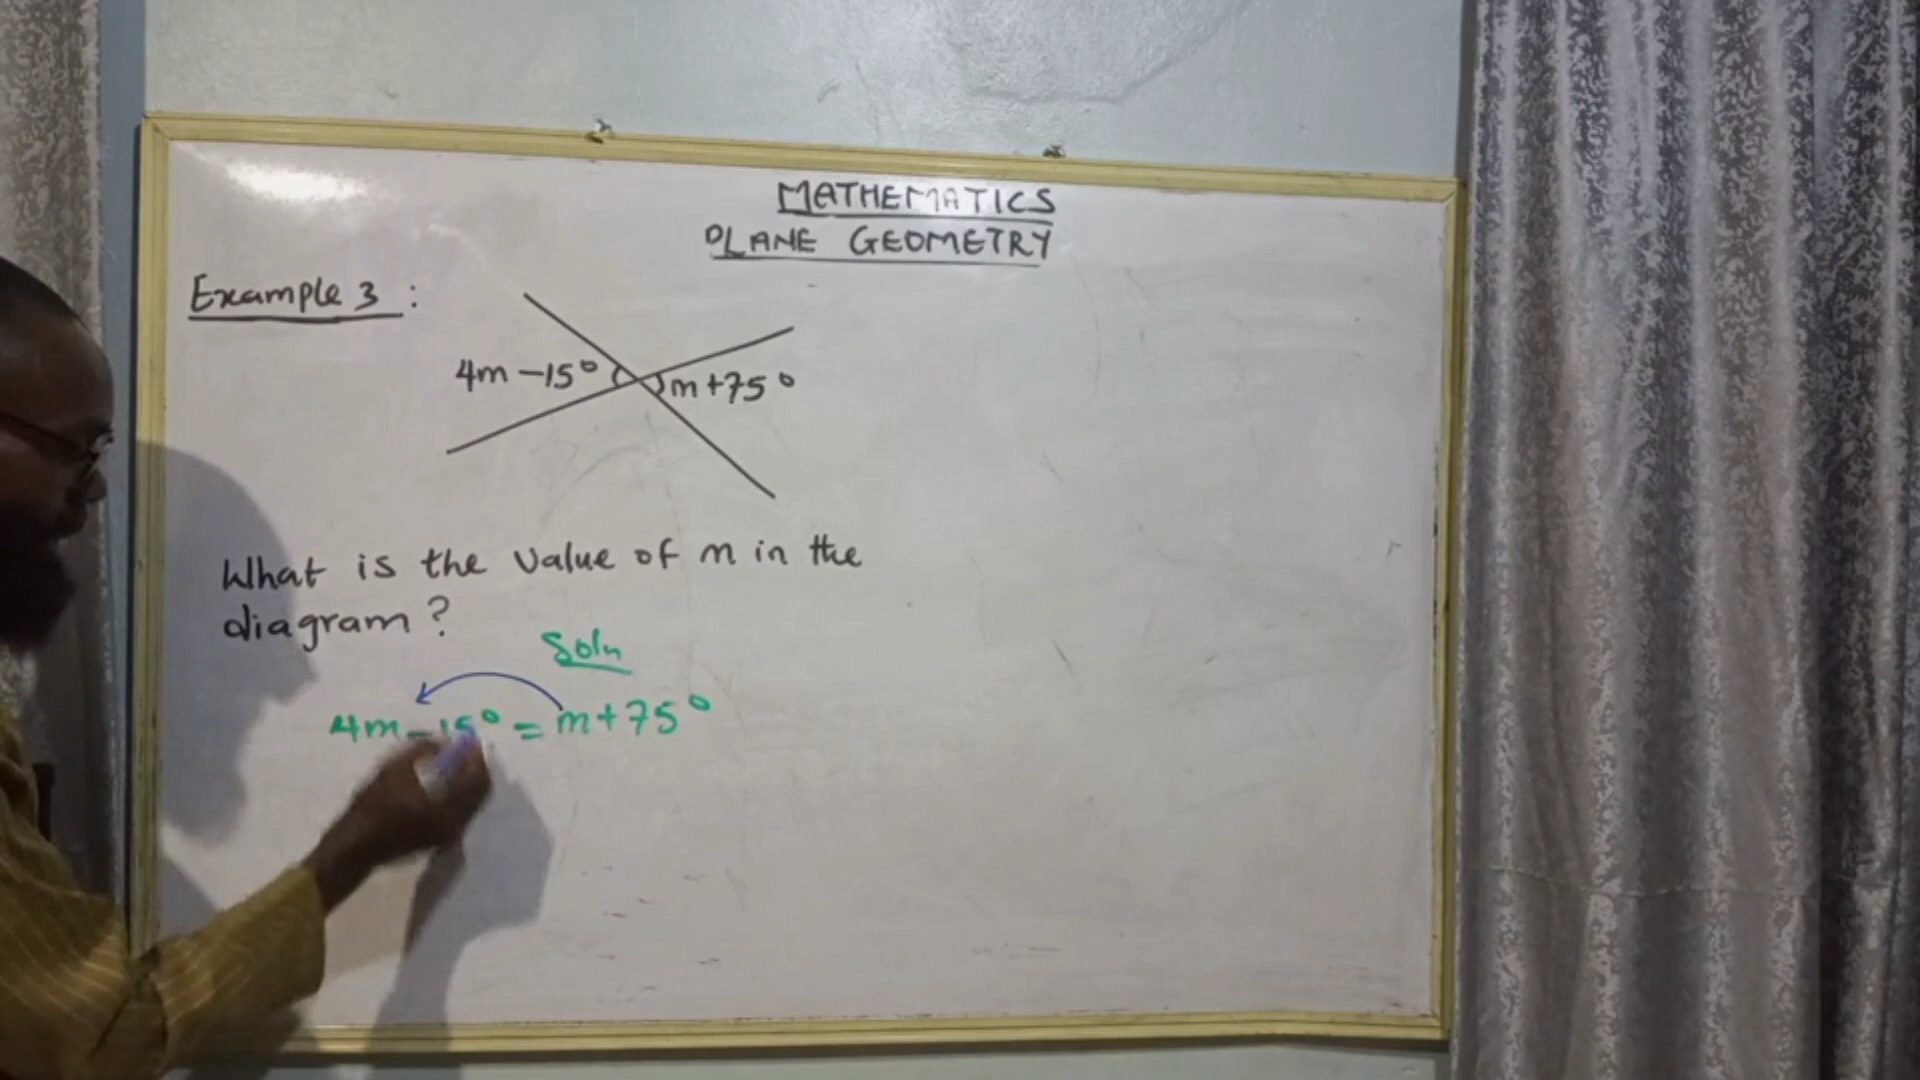 MATHEMATICS
PLANE GEOMETRY
Example 3 :
4m -15°
m+75°
What is the value of m in the
diagram ?
Soln
4m - 15° = m+75°